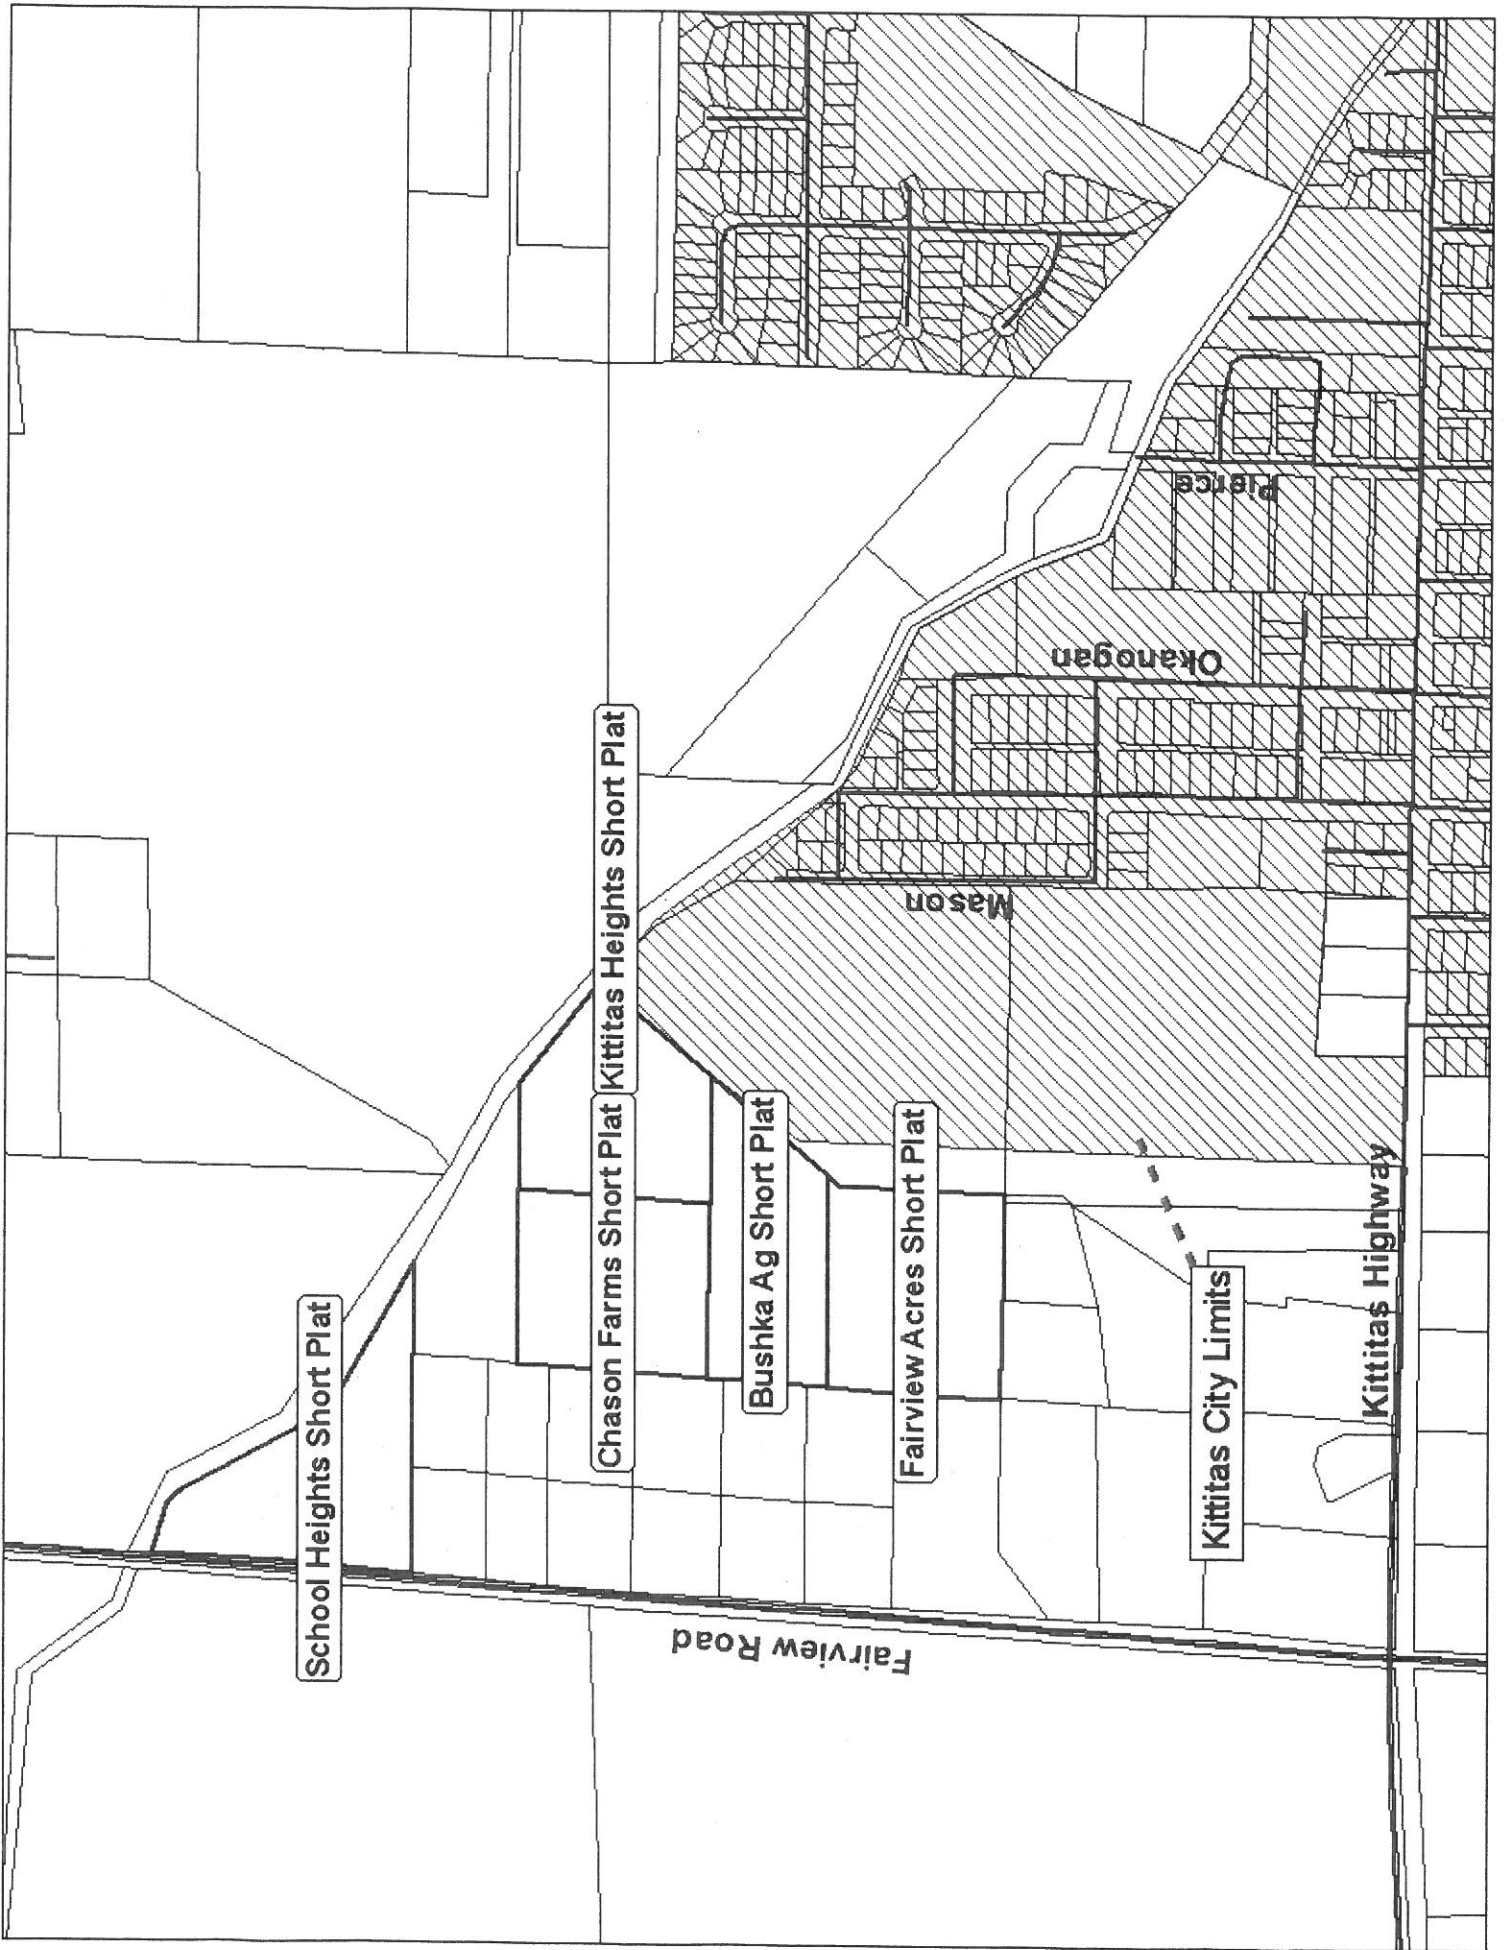 School Heights Short Plat
Kittitas Heights Short Plat
Chason Farms Short Plat
Bushka Ag Short Plat
Fairview Acres Short Plat
Kittitas City Limits
Kittitas Highway
Fairview Road
Mason
Okanogan
Pierce